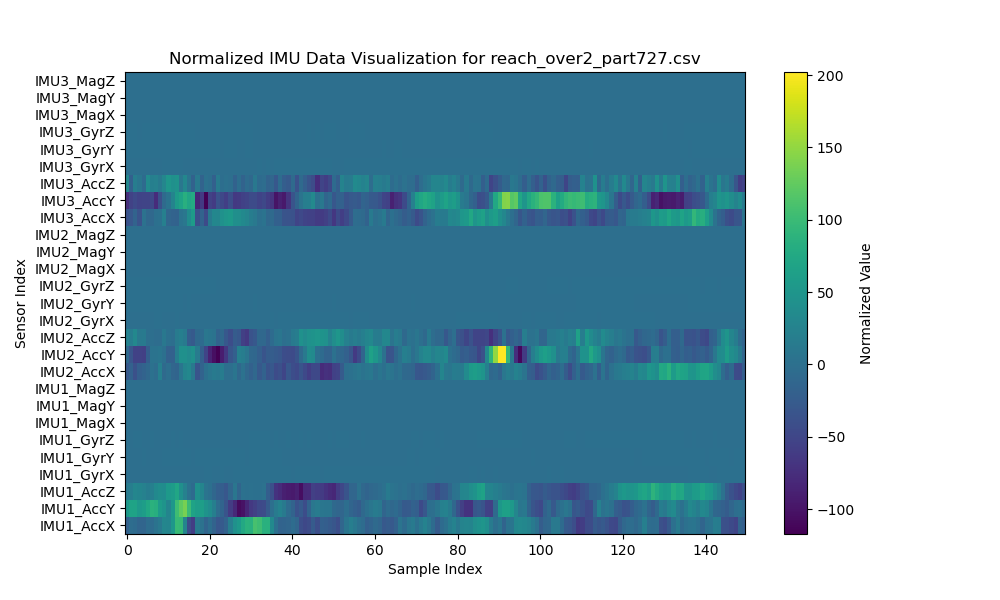 Normalized IMU Data Visualization for reach_over2_part727.csv
IMU3_MagZ
IMU3_MagY
IMU3_MagX
IMU3_GyrZ
IMU3_GyrY
IMU3_GyrX
IMU3_AccZ
IMU3_AccY
IMU3_AccX
IMU2_MagZ
IMU2_MagY
IMU2_MagX
IMU2_GyrZ
IMU2_GyrY
IMU2_GyrX
IMU2_AccZ
IMU2_AccY
IMU2_AccX
IMU1_MagZ
IMU1_MagY
IMU1_MagX
IMU1_GyrZ
IMU1_GyrY
IMU1_GyrX
IMU1_AccZ
IMU1_AccY
IMU1_AccX
Sensor Index
0 20 40 60 80 100 120 140
Sample Index
200
150
100
50
0
−50
−100
Normalized Value